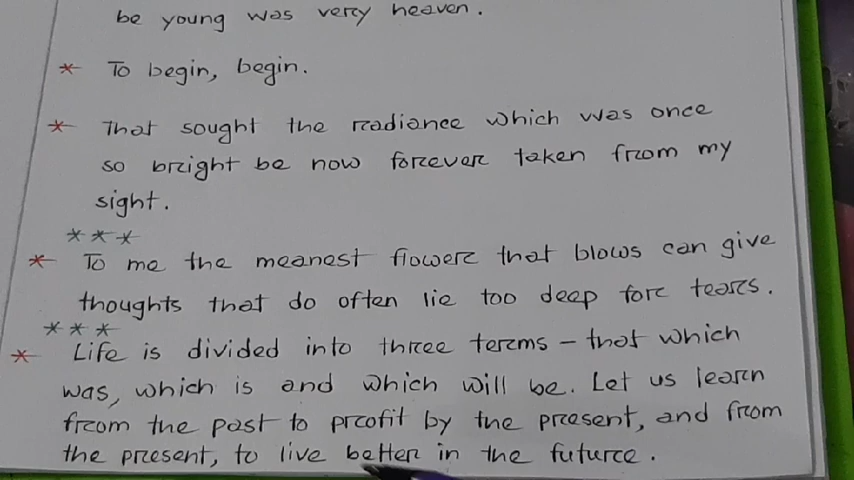 be young was very heaven.
* To begin, begin.
* That sought the radiance which was once
so bright be now forever taken from my
sight.
***
* To me the meanest flower that blows can give
thoughts that do often lie too deep for tears.
***
* Life is divided into three terms - that which
was, which is and which will be. Let us learn
from the past to profit by the present, and from
the present, to live better in the future.